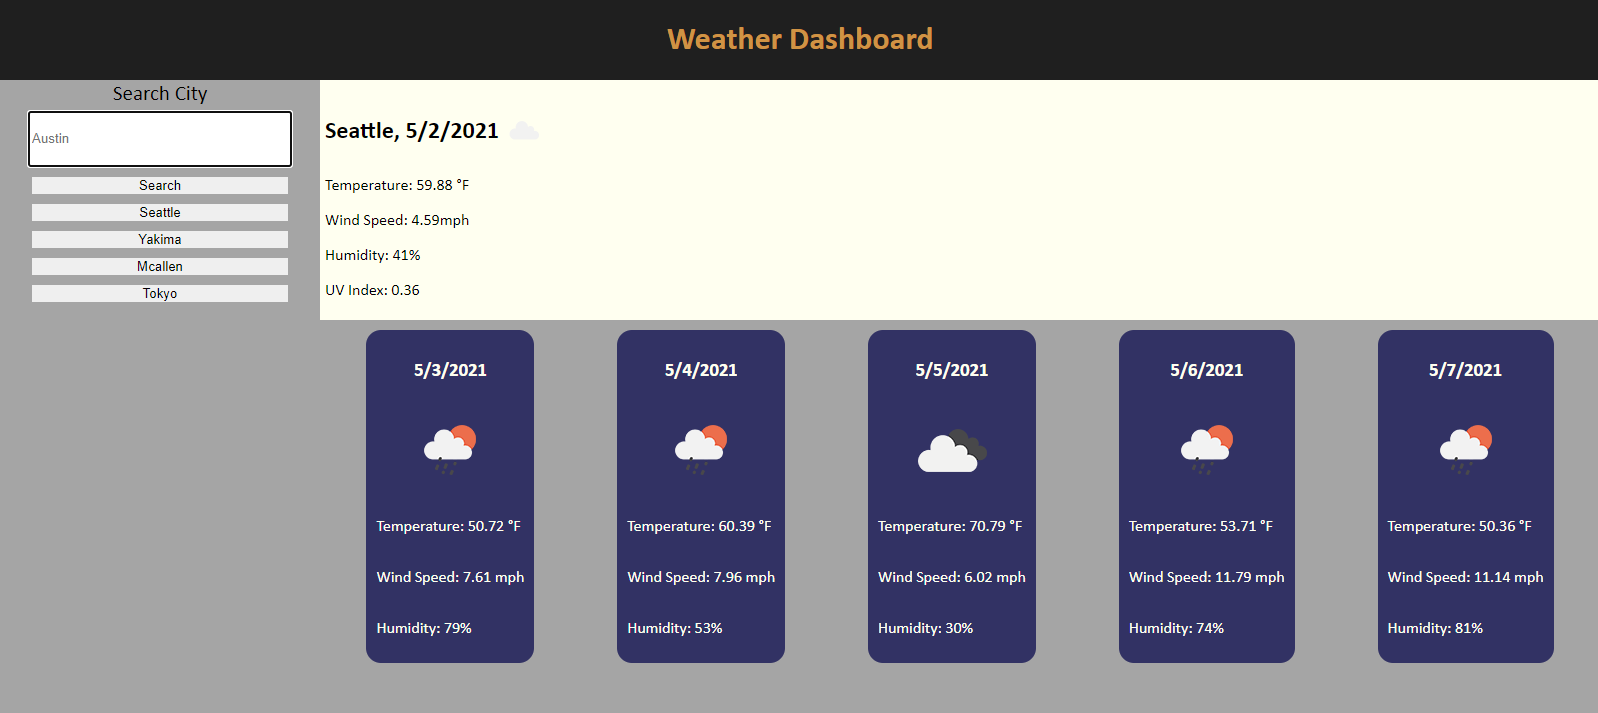 Weather Dashboard
Search City
Austin
Search
Seattle
Yakima
Mcallen
Tokyo
Seattle, 5/2/2021
Temperature: 59.88 °F
Wind Speed: 4.59mph
Humidity: 41%
UV Index: 0.36
5/3/2021
Temperature: 50.72 °F
Wind Speed: 7.61 mph
Humidity: 79%
5/4/2021
Temperature: 60.39 °F
Wind Speed: 7.96 mph
Humidity: 53%
5/5/2021
Temperature: 70.79 °F
Wind Speed: 6.02 mph
Humidity: 30%
5/6/2021
Temperature: 53.71 °F
Wind Speed: 11.79 mph
Humidity: 74%
5/7/2021
Temperature: 50.36 °F
Wind Speed: 11.14 mph
Humidity: 81%